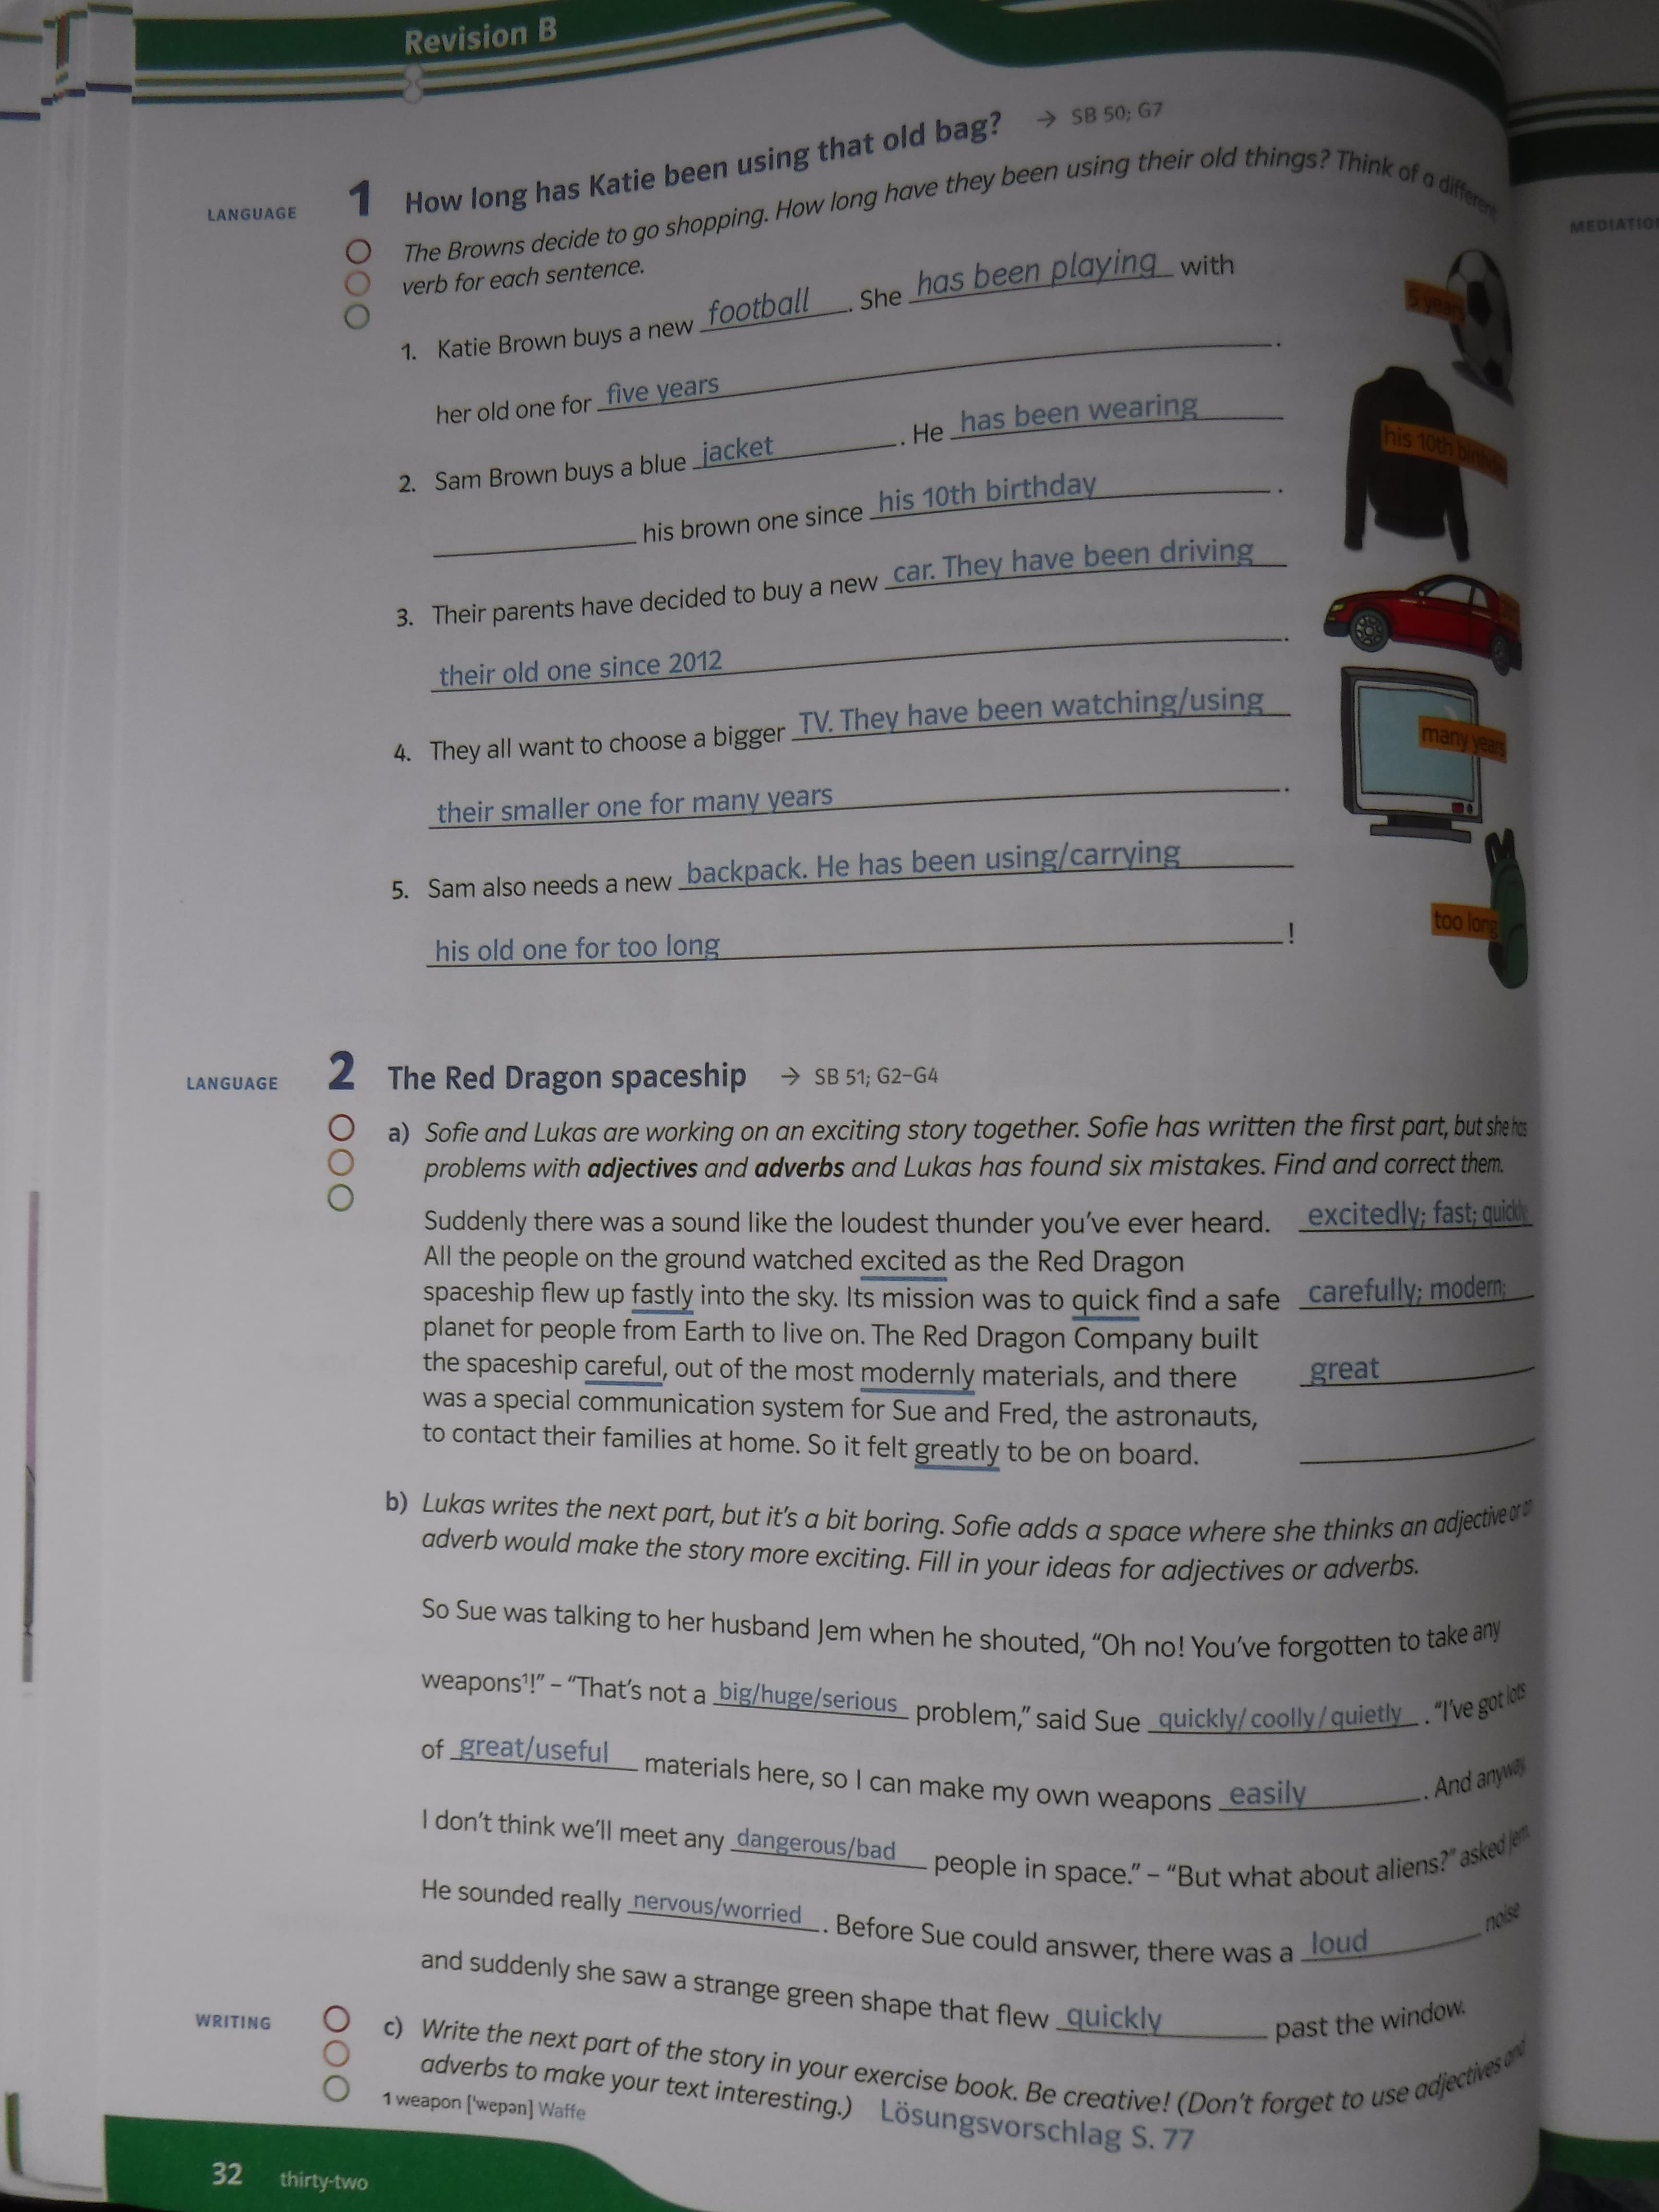 Revision B
LANGUAGE
1 How long has Katie been using that old bag? → SB 50; G7
The Browns decide to go shopping. How long have they been using their old things? Think of a different
verb for each sentence.
1. Katie Brown buys a new football. She has been playing with
her old one for five years.
5 years
2. Sam Brown buys a blue jacket. He has been wearing
his brown one since his 10th birthday.
his 10th birthday
3. Their parents have decided to buy a new car. They have been driving
their old one since 2012.
4. They all want to choose a bigger TV. They have been watching/using
their smaller one for many years.
many years
5. Sam also needs a new backpack. He has been using/carrying
his old one for too long!
too long
LANGUAGE
2 The Red Dragon spaceship → SB 51; G2–G4
a) Sofie and Lukas are working on an exciting story together. Sofie has written the first part, but she has
problems with adjectives and adverbs and Lukas has found six mistakes. Find and correct them.
Suddenly there was a sound like the loudest thunder you've ever heard. excitedly; fast; quickly;
All the people on the ground watched excited as the Red Dragon
spaceship flew up fastly into the sky. Its mission was to quick find a safe carefully; modern;
planet for people from Earth to live on. The Red Dragon Company built
the spaceship careful, out of the most modernly materials, and there great
was a special communication system for Sue and Fred, the astronauts,
to contact their families at home. So it felt greatly to be on board.
b) Lukas writes the next part, but it's a bit boring. Sofie adds a space where she thinks an adjective or an
adverb would make the story more exciting. Fill in your ideas for adjectives or adverbs.
So Sue was talking to her husband Jem when he shouted, “Oh no! You've forgotten to take any
weapons¹!” – “That's not a big/huge/serious problem,” said Sue quickly/coolly/quietly. “I've got lots
of great/useful materials here, so I can make my own weapons easily. And anyway,
I don't think we'll meet any dangerous/bad people in space.” – “But what about aliens?” asked Jem.
He sounded really nervous/worried. Before Sue could answer, there was a loud noise
and suddenly she saw a strange green shape that flew quickly past the window.
WRITING
c) Write the next part of the story in your exercise book. Be creative! (Don't forget to use adjectives and
adverbs to make your text interesting.) Lösungsvorschlag S. 77
1 weapon ['wepən] Waffe
32 thirty-two